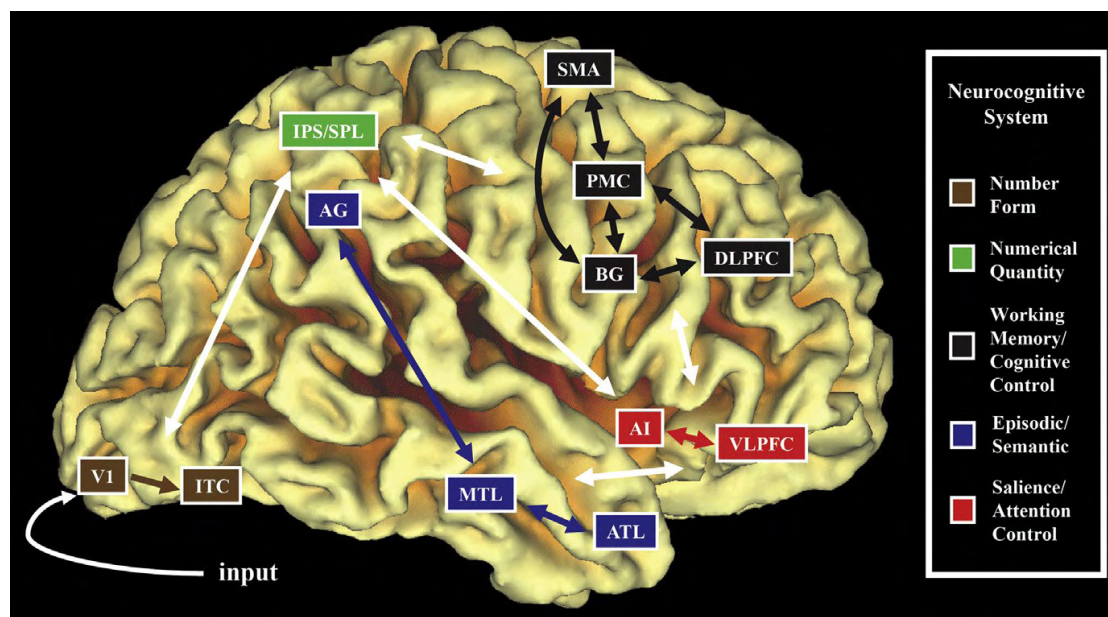 SMA
IPS/SPL
PMC
AG
DLPFC
BG
AI
VLPFC
V1
ITC
MTL
ATL
input
Neurocognitive
System
Number
Form
Numerical
Quantity
Working
Memory/
Cognitive
Control
Episodic/
Semantic
Salience/
Attention
Control